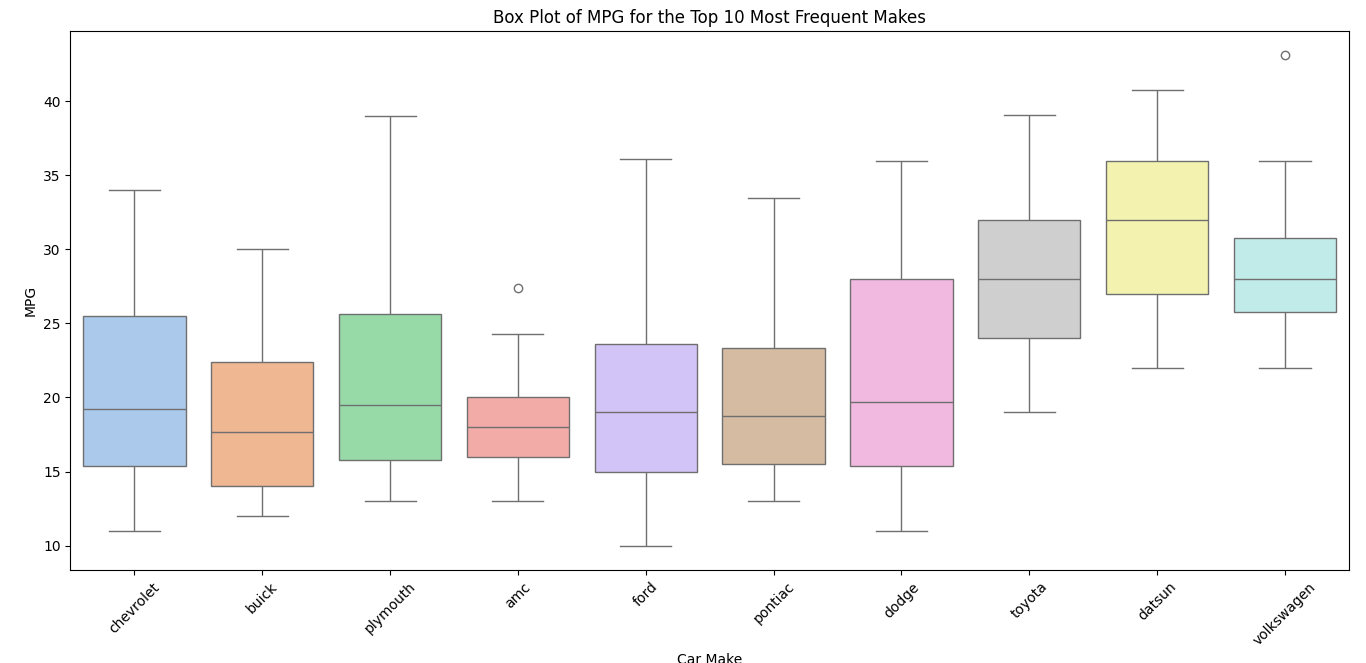 Box Plot of MPG for the Top 10 Most Frequent Makes
MPG
40
35
30
25
20
15
10
chevrolet
buick
plymouth
amc
ford
pontiac
dodge
toyota
datsun
volkswagen
Car Make